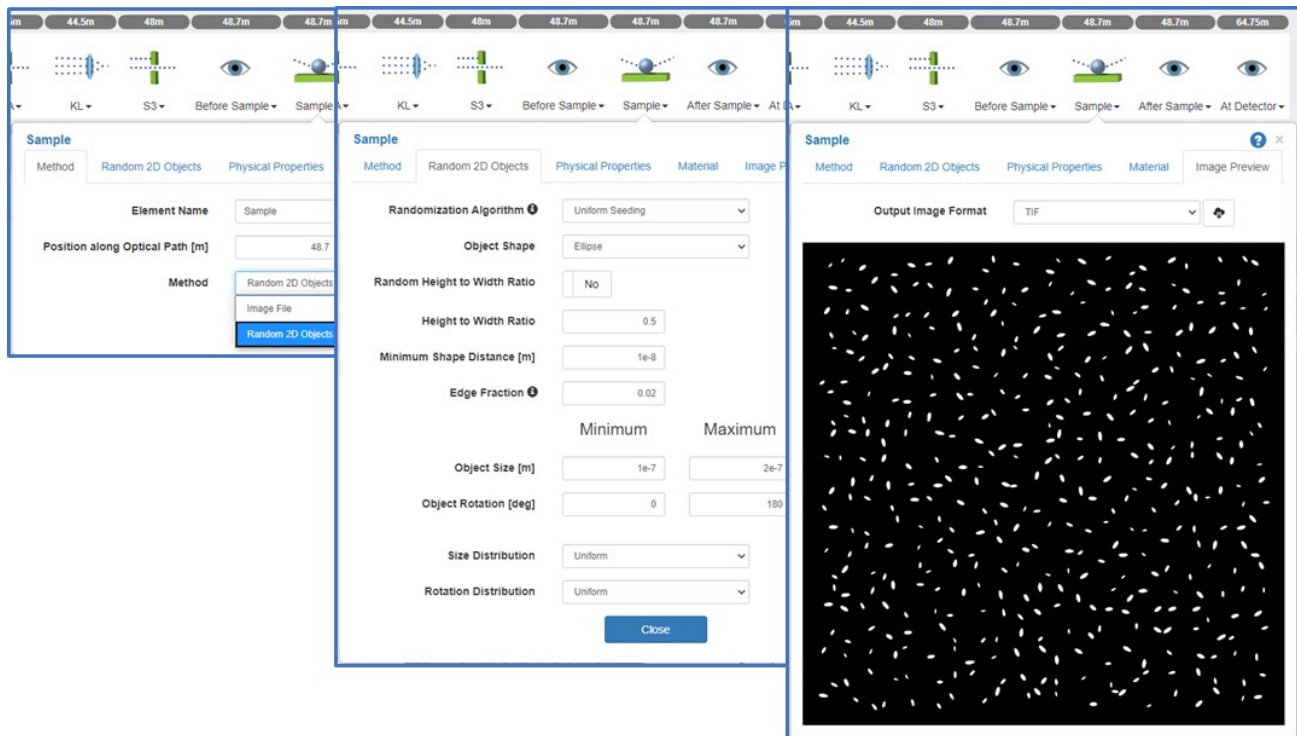 44.5m 48m 48.7m 48.7m
KL S3 Before Sample Sample
Sample
Method Random 2D Objects Physical Properties
Element Name Sample
Position along Optical Path [m] 48.7
Method Random 2D Objects
Image File
Random 2D Objects
44.5m 48m 48.7m 48.7m 48.7m
KL S3 Before Sample Sample After Sample At D
Sample
Method Random 2D Objects Physical Properties Material Image P
Randomization Algorithm Uniform Seeding
Object Shape Ellipse
Random Height to Width Ratio No
Height to Width Ratio 0.5
Minimum Shape Distance [m] 1e-8
Edge Fraction 0.02
Minimum Maximum
Object Size [m] 1e-7 2e-7
Object Rotation [deg] 0 180
Size Distribution Uniform
Rotation Distribution Uniform
Close
44.5m 48m 48.7m 48.7m 48.7m 64.75m
KL S3 Before Sample Sample After Sample At Detector
Sample
Method Random 2D Objects Physical Properties Material Image Preview
Output Image Format TIF